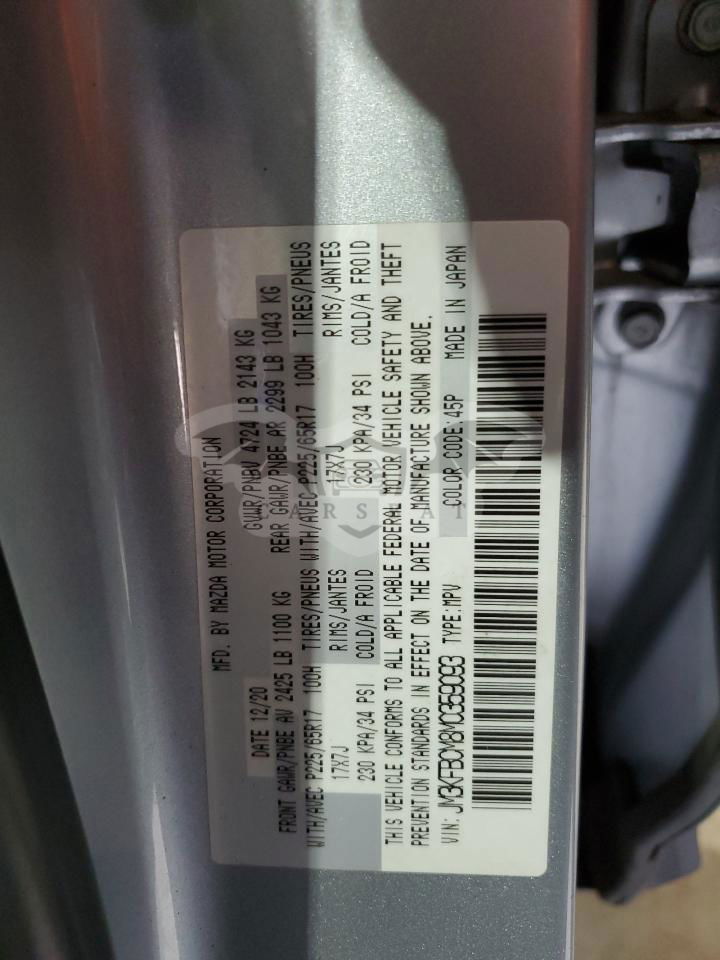 MFD. BY MAZDA MOTOR CORPORATION
DATE 12/20 GVWR/PNBV 4724 LB 2143 KG
FRONT GAWR/PNBE AV 2425 LB 1100 KG REAR GAWR/PNBE AR 2299 LB 1043 KG
WITH/AVEC P225/65R17 100H TIRES/PNEUS WITH/AVEC P225/65R17 100H TIRES/PNEUS
17X7J RIMS/JANTES 17X7J RIMS/JANTES
230 KPA/34 PSI COLD/A FROID 230 KPA/34 PSI COLD/A FROID
THIS VEHICLE CONFORMS TO ALL APPLICABLE FEDERAL MOTOR VEHICLE SAFETY AND THEFT
PREVENTION STANDARDS IN EFFECT ON THE DATE OF MANUFACTURE SHOWN ABOVE.
VIN: JM3KFBCM8M0359093 TYPE:MPV COLOR CODE:45P MADE IN JAPAN